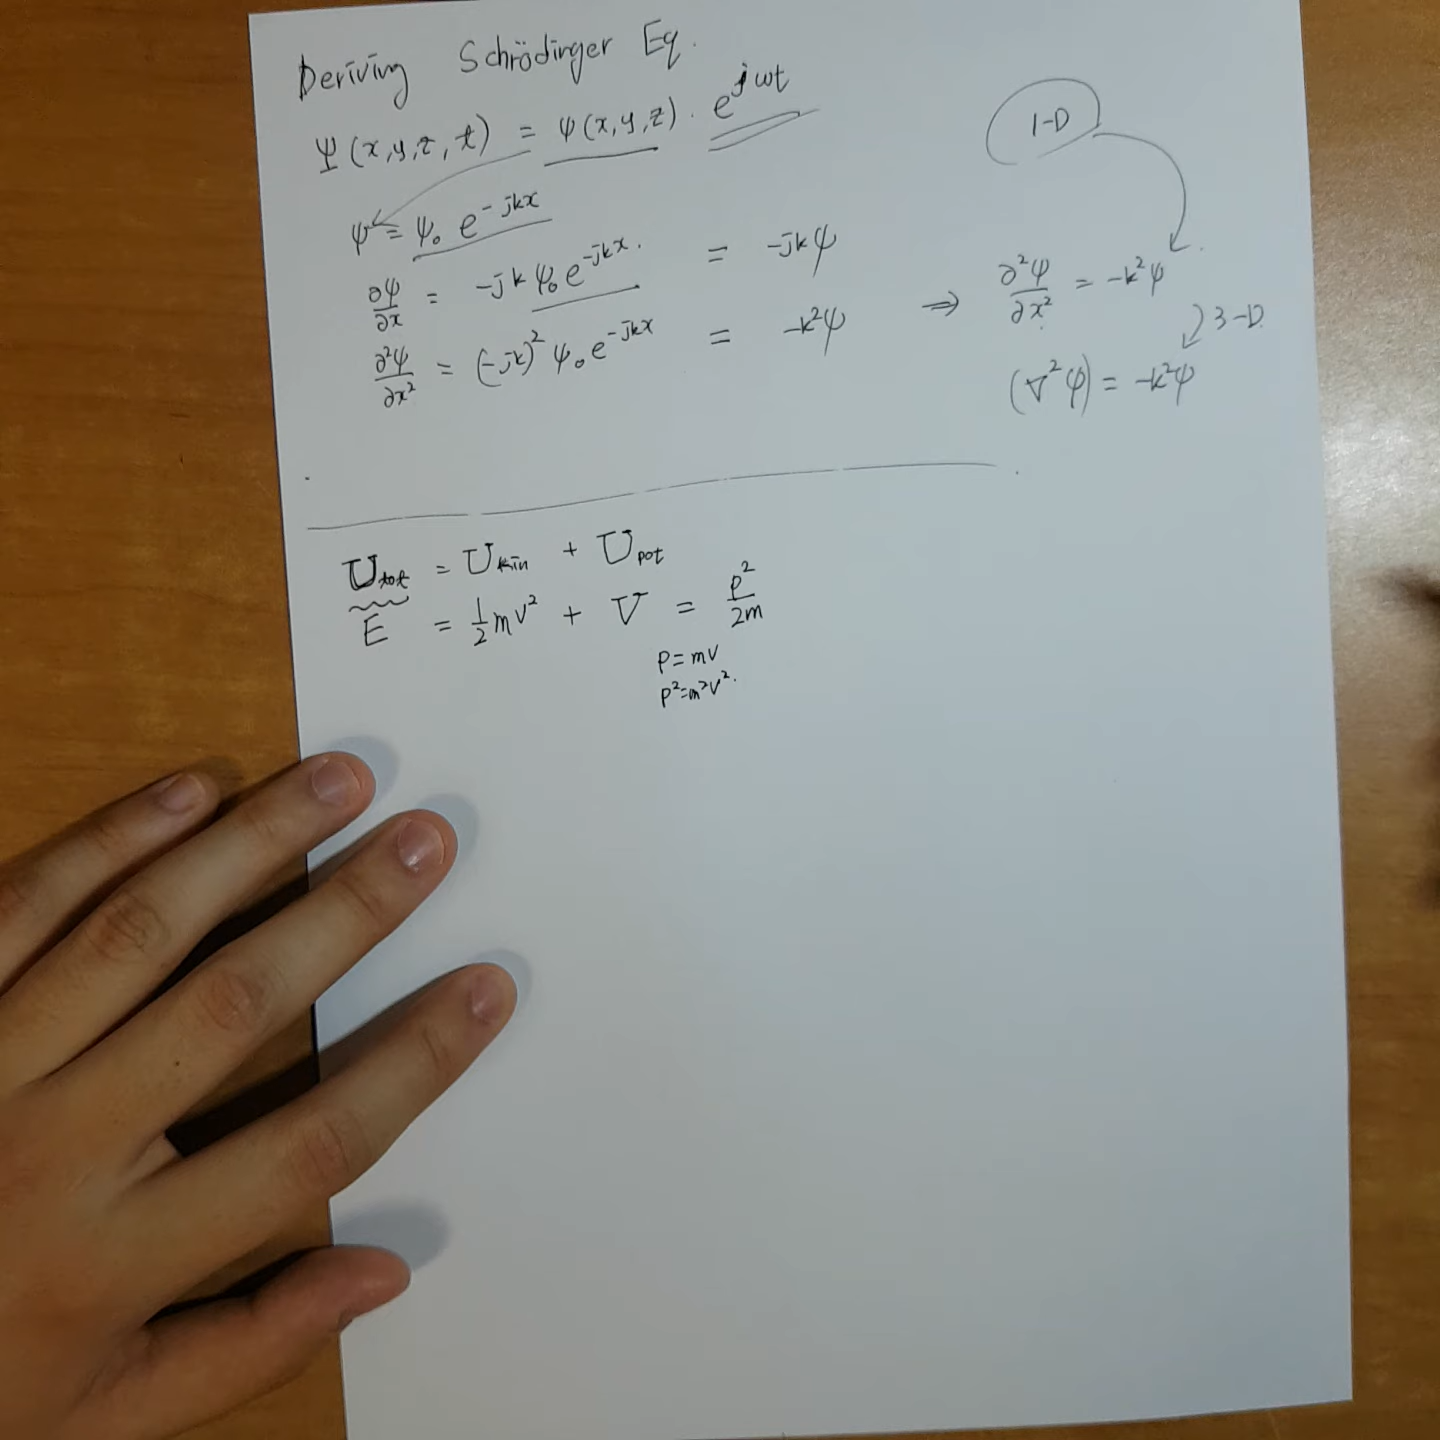 Deriving Schrödinger Eq.
Ψ(x,y,z,t) = ψ(x,y,z) · e^jωt
1-D
ψ = ψ₀ e^-jkx
∂ψ/∂x = -jk ψ₀ e^-jkx. = -jkψ
∂²ψ/∂x² = (-jk)² ψ₀ e^-jkx = -k²ψ ⇒ ∂²ψ/∂x² = -k²ψ
3-D
(∇²ψ) = -k²ψ
U_tot = U_kin + U_pot
E = ½mv² + V = p²/2m
p=mv
p²=m²v².